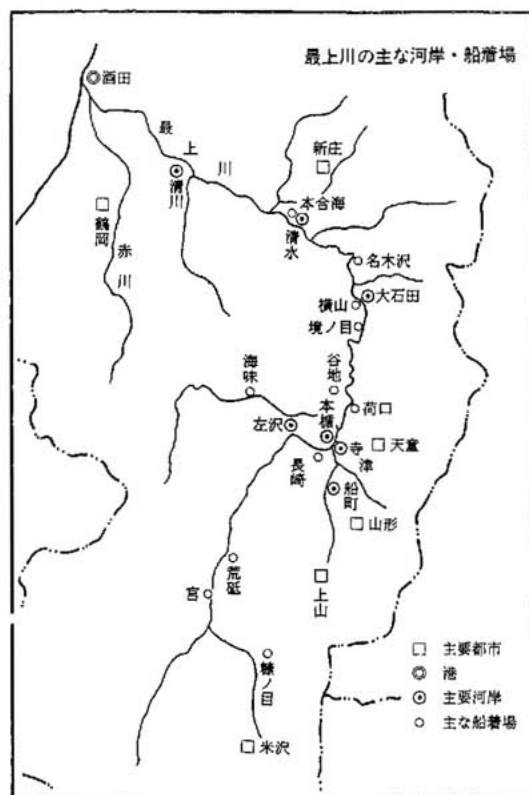 最上川の主な河岸・船着場
酒田
最上川
新庄
清川
鶴岡
赤川
本合海
清水
名木沢
大石田
横山
境ノ目
海味
谷地
荷口
本楯
左沢
寺津
天童
長崎
船町
山形
荒砥
上山
宮
糠ノ目
米沢
主要都市
港
主要河岸
主な船着場